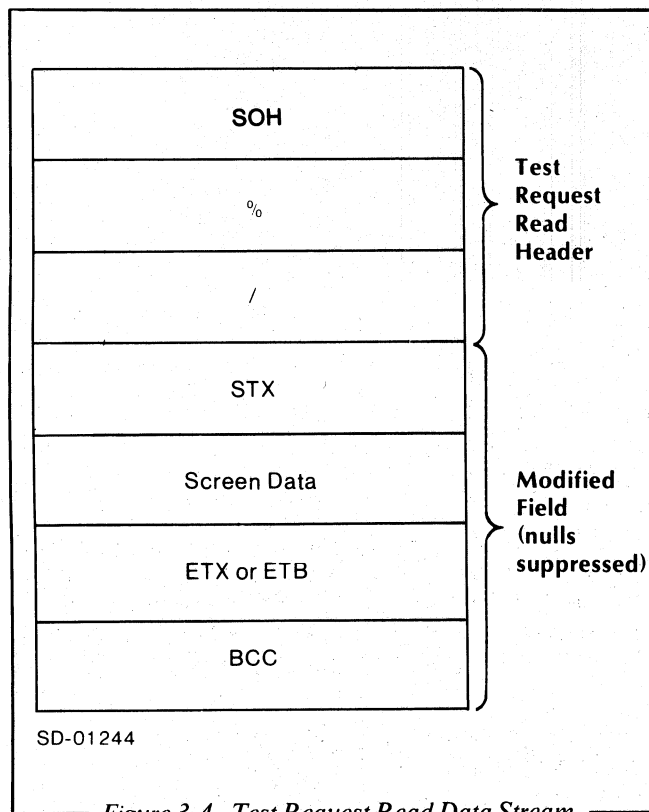 SOH
%
/
STX
Screen Data
ETX or ETB
BCC
Test
Request
Read
Header
Modified
Field
(nulls
suppressed)
SD-01244
Figure 3-4. Test Request Read Data Stream